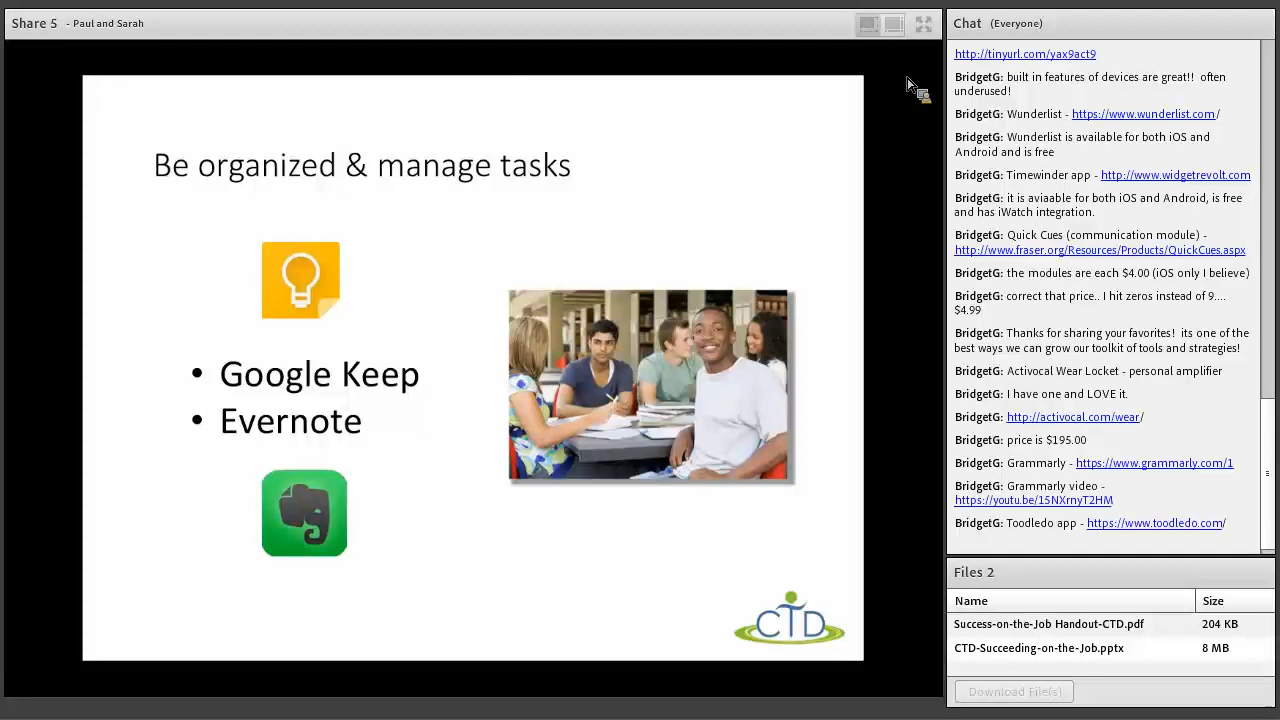 Share 5 - Paul and Sarah
Be organized & manage tasks
• Google Keep
• Evernote
CTD
Chat (Everyone)
http://tinyurl.com/yax9act9
BridgetG: built in features of devices are great!! often
underused!
BridgetG: Wunderlist - https://www.wunderlist.com/
BridgetG: Wunderlist is available for both iOS and
Android and is free
BridgetG: Timewinder app - http://www.widgetrevolt.com
BridgetG: it is aviaable for both iOS and Android, is free
and has iWatch integration.
BridgetG: Quick Cues (communication module) -
http://www.fraser.org/Resources/Products/QuickCues.aspx
BridgetG: the modules are each $4.00 (iOS only I believe)
BridgetG: correct that price.. I hit zeros instead of 9....
$4.99
BridgetG: Thanks for sharing your favorites! its one of the
best ways we can grow our toolkit of tools and strategies!
BridgetG: Activocal Wear Locket - personal amplifier
BridgetG: I have one and LOVE it.
BridgetG: http://activocal.com/wear/
BridgetG: price is $195.00
BridgetG: Grammarly - https://www.grammarly.com/1
BridgetG: Grammarly video -
https://youtu.be/15NXrnyT2HM
BridgetG: Toodledo app - https://www.toodledo.com/
Files 2
Name Size
Success-on-the-Job Handout-CTD.pdf 204 KB
CTD-Succeeding-on-the-Job.pptx 8 MB
Download File(s)